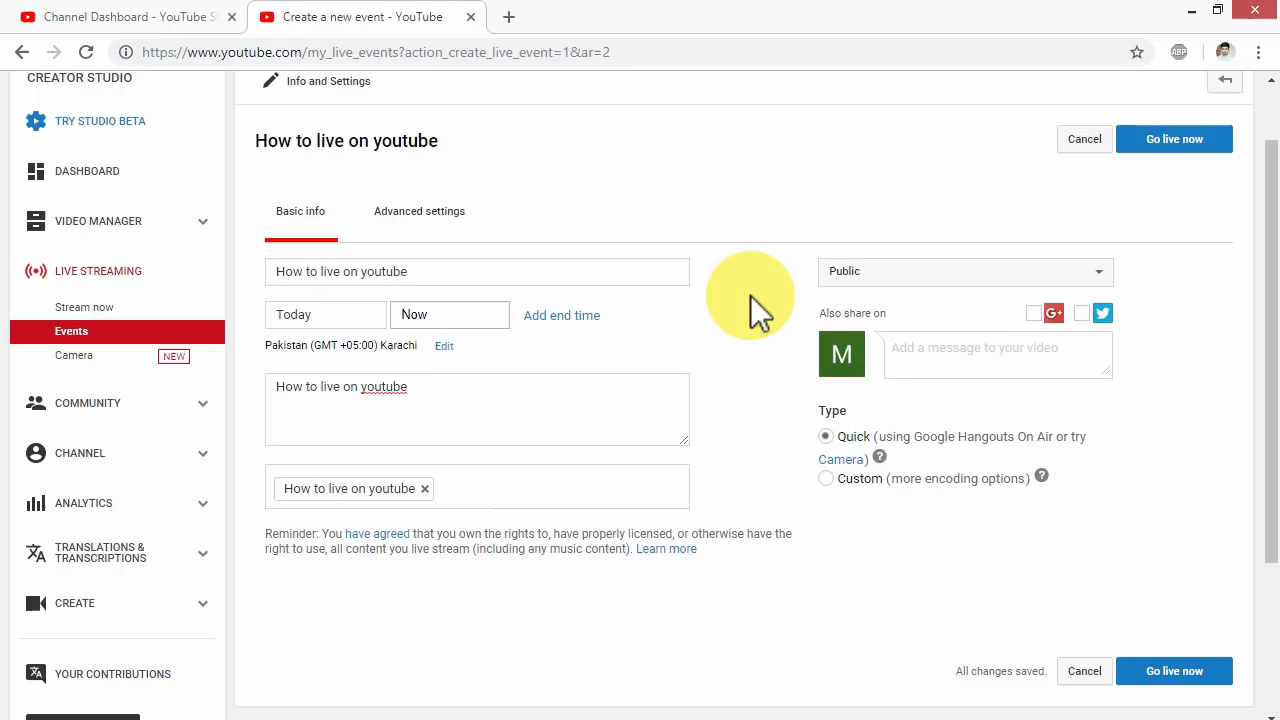 Channel Dashboard - YouTube St
Create a new event - YouTube
https://www.youtube.com/my_live_events?action_create_live_event=1&ar=2
ABP
CREATOR STUDIO
TRY STUDIO BETA
DASHBOARD
VIDEO MANAGER
LIVE STREAMING
Stream now
Events
Camera NEW
COMMUNITY
CHANNEL
ANALYTICS
TRANSLATIONS &
TRANSCRIPTIONS
CREATE
YOUR CONTRIBUTIONS
Info and Settings
How to live on youtube
Cancel Go live now
Basic info Advanced settings
How to live on youtube
Today Now Add end time
Pakistan (GMT +05:00) Karachi Edit
How to live on youtube
How to live on youtube ×
Reminder: You have agreed that you own the rights to, have properly licensed, or otherwise have the
right to use, all content you live stream (including any music content). Learn more
Public
Also share on G+
M
Add a message to your video
Type
Quick (using Google Hangouts On Air or try
Camera) ?
Custom (more encoding options) ?
All changes saved. Cancel Go live now